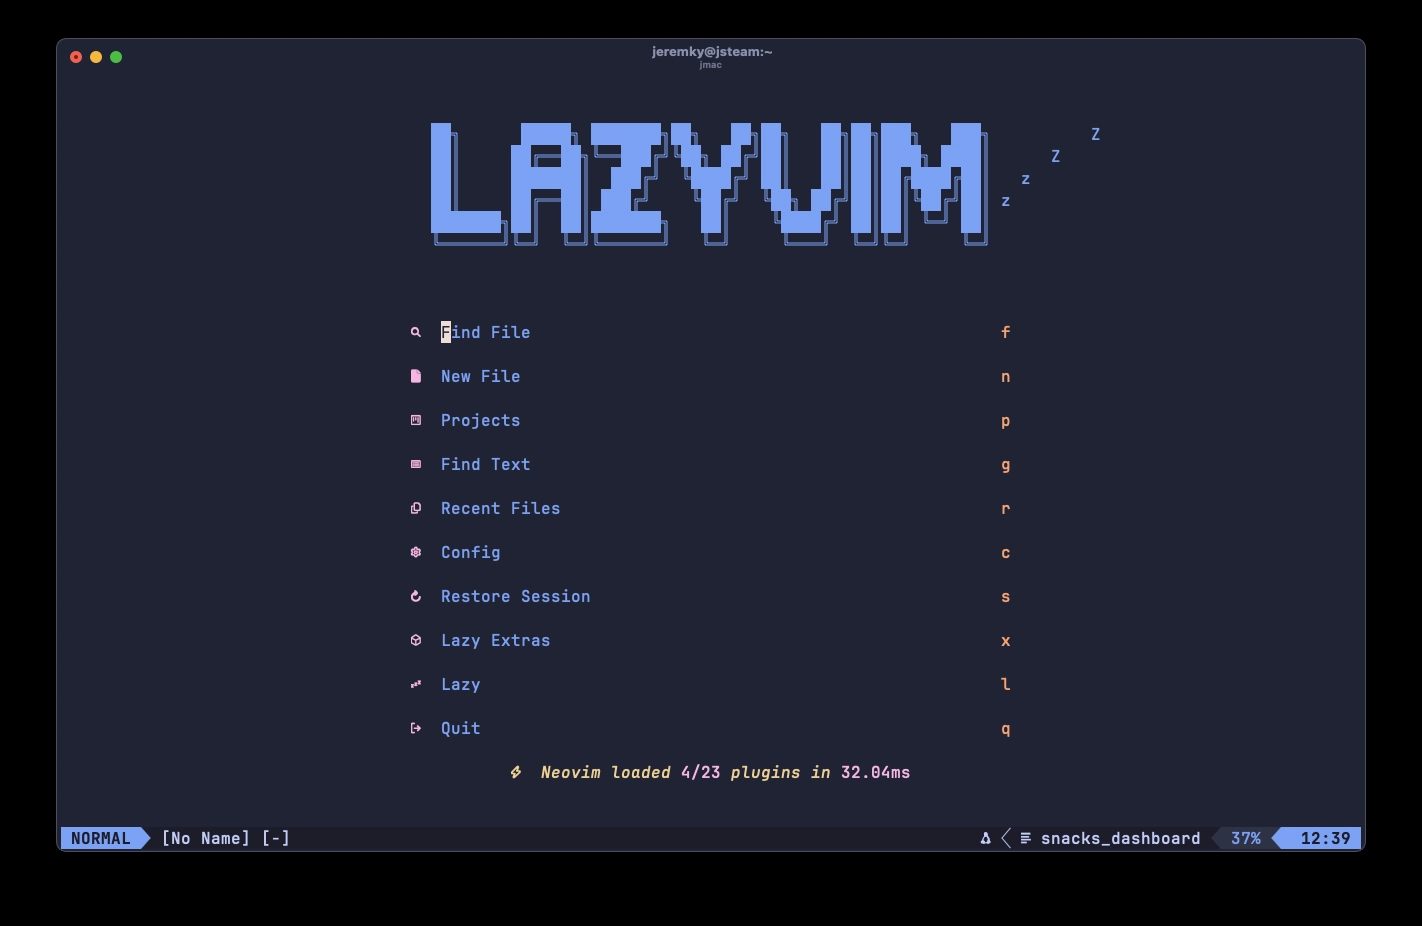 jeremky@jsteam:~
jmac
LAZYVIM
Z
Z
z
z
Find File f
New File n
Projects p
Find Text g
Recent Files r
Config c
Restore Session s
Lazy Extras x
Lazy l
Quit q
Neovim loaded 4/23 plugins in 32.04ms
NORMAL [No Name] [-] snacks_dashboard 37% 12:39